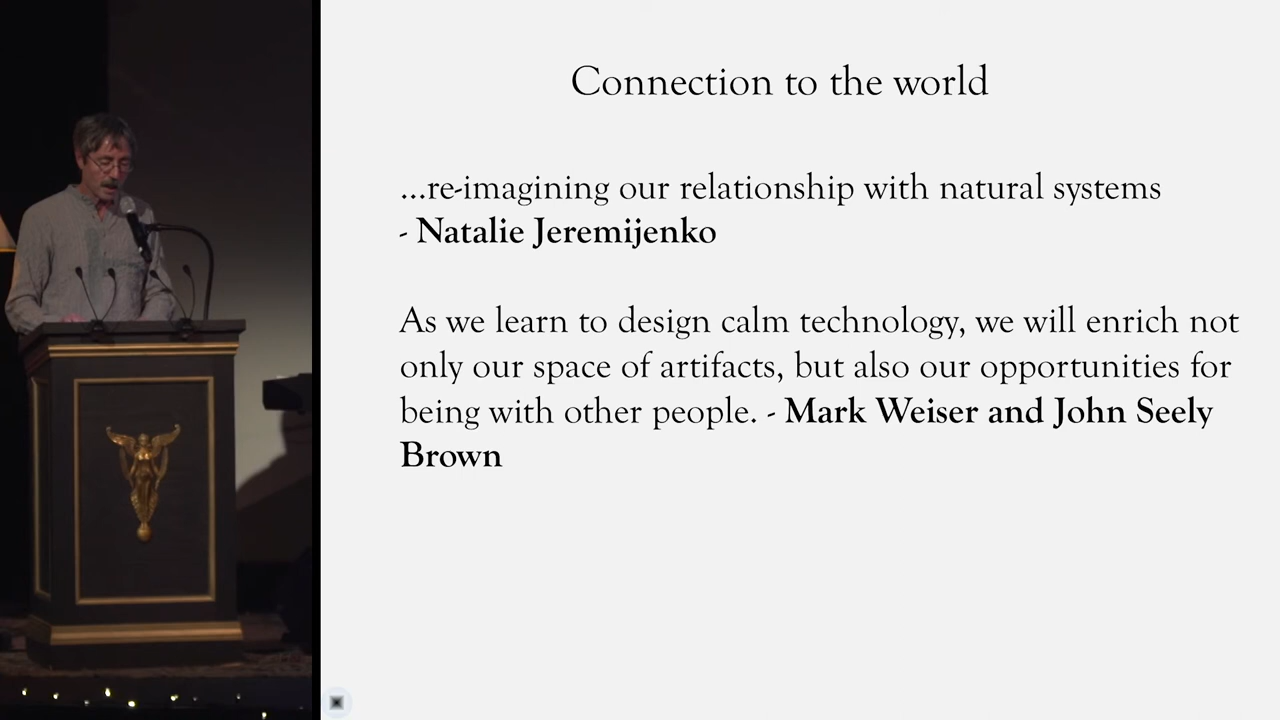 Connection to the world
...re-imagining our relationship with natural systems
- Natalie Jeremijenko
As we learn to design calm technology, we will enrich not
only our space of artifacts, but also our opportunities for
being with other people. - Mark Weiser and John Seely
Brown